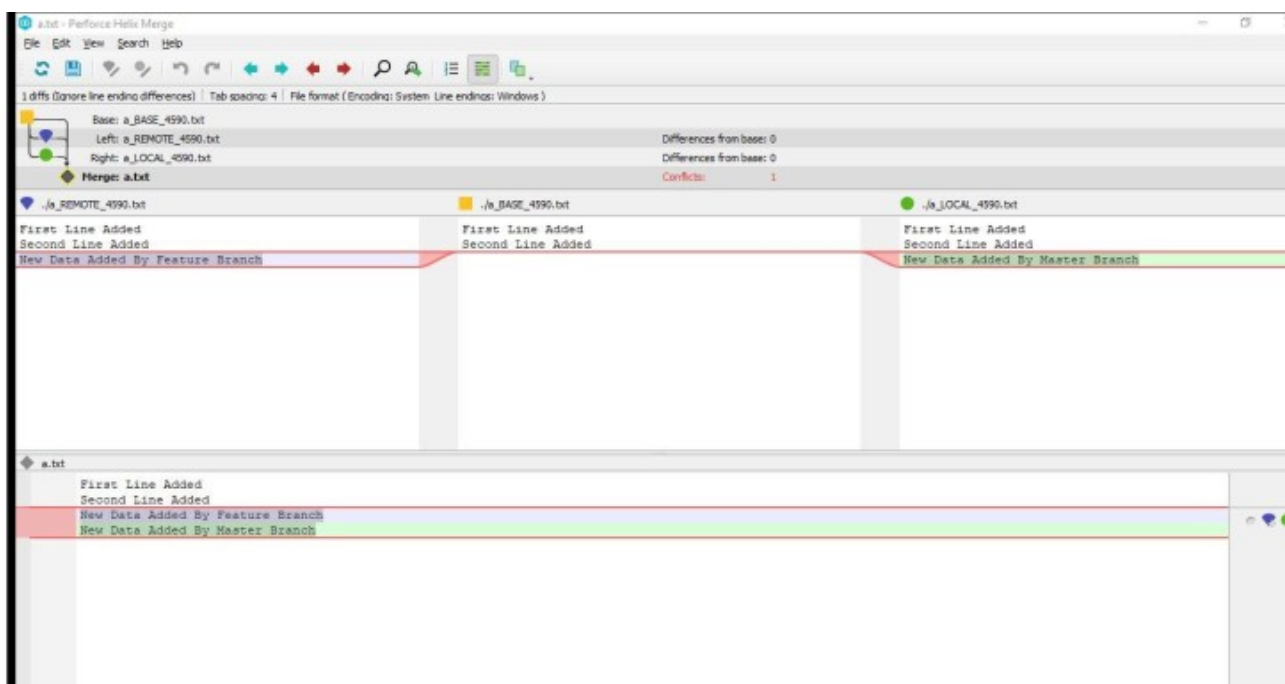 a.txt - Perforce Helix Merge
File Edit View Search Help
1 diffs (Ignore line ending differences) Tab spacing: 4 File format ( Encoding: System Line endings: Windows )
Base: a_BASE_4590.txt
Left: a_REMOTE_4590.txt Differences from base: 0
Right: a_LOCAL_4590.txt Differences from base: 0
Merge: a.txt Conflicts: 1
./a_REMOTE_4590.txt ./a_BASE_4590.txt ./a_LOCAL_4590.txt
First Line Added First Line Added First Line Added
Second Line Added Second Line Added Second Line Added
New Data Added By Feature Branch New Data Added By Master Branch
a.txt
First Line Added
Second Line Added
New Data Added By Feature Branch
New Data Added By Master Branch